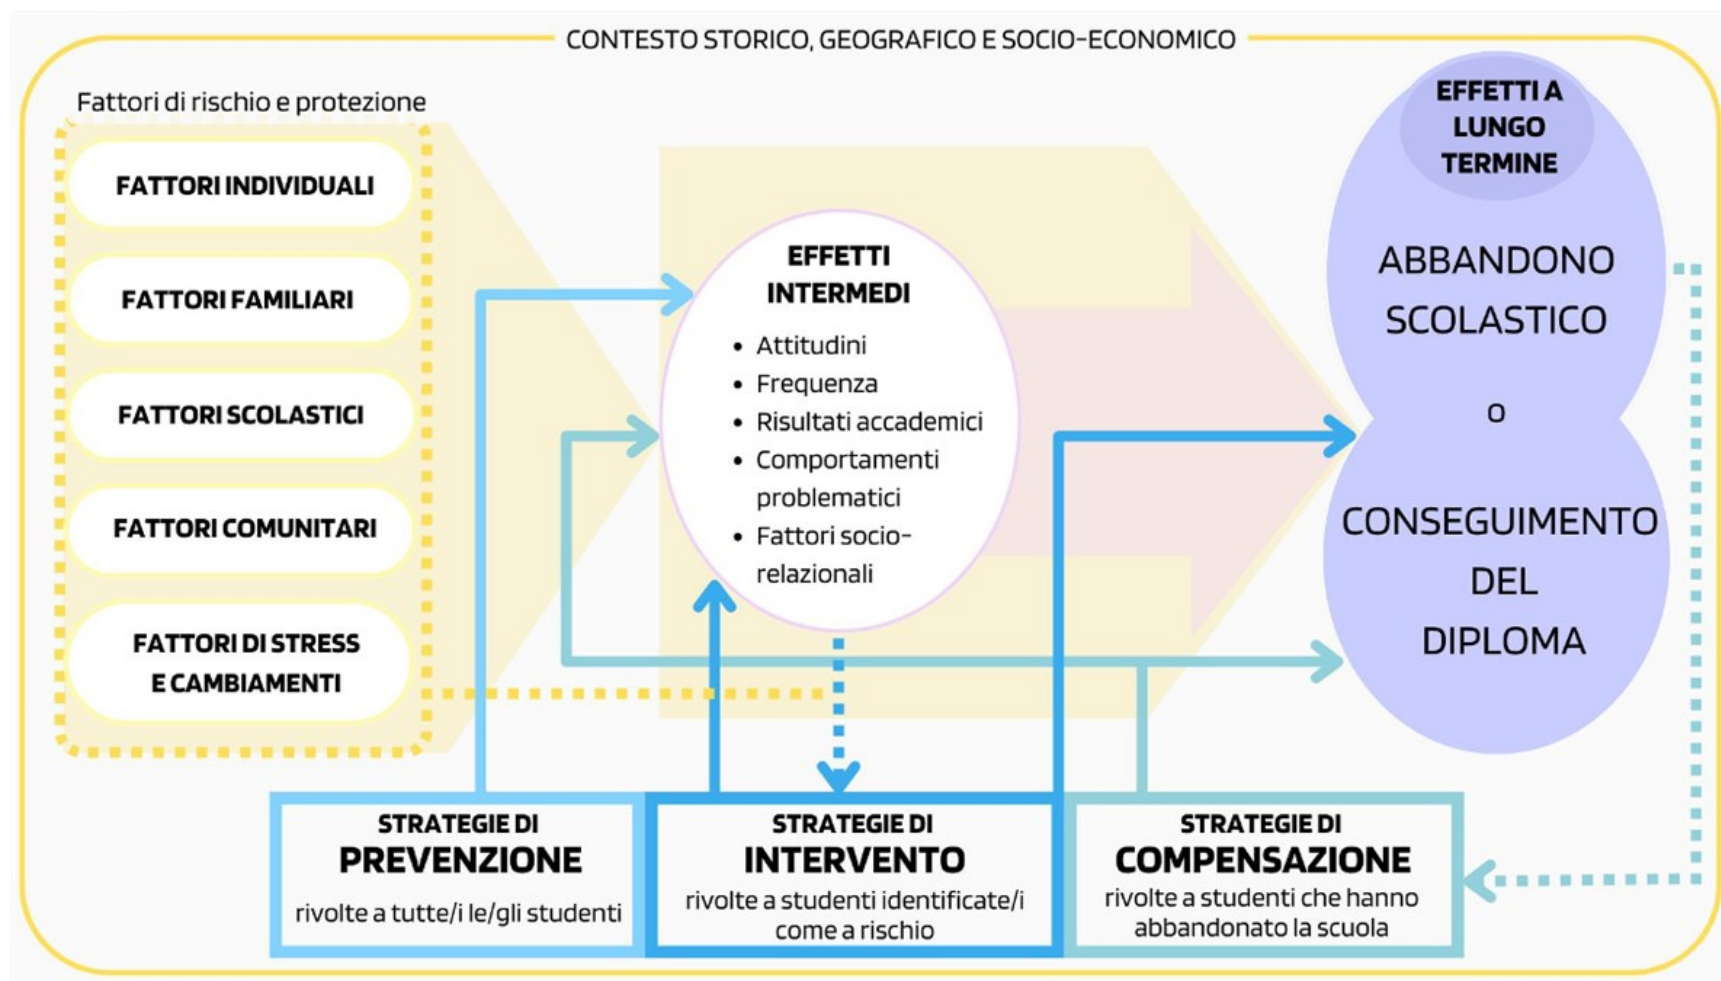 CONTESTO STORICO, GEOGRAFICO E SOCIO-ECONOMICO
Fattori di rischio e protezione
FATTORI INDIVIDUALI
FATTORI FAMILIARI
FATTORI SCOLASTICI
FATTORI COMUNITARI
FATTORI DI STRESS
E CAMBIAMENTI
EFFETTI
INTERMEDI
• Attitudini
• Frequenza
• Risultati accademici
• Comportamenti
problematici
• Fattori socio-
relazionali
EFFETTI A
LUNGO
TERMINE
ABBANDONO
SCOLASTICO
O
CONSEGUIMENTO
DEL
DIPLOMA
STRATEGIE DI
PREVENZIONE
rivolte a tutte/i le/gli studenti
STRATEGIE DI
INTERVENTO
rivolte a studenti identificate/i
come a rischio
STRATEGIE DI
COMPENSAZIONE
rivolte a studenti che hanno
abbandonato la scuola